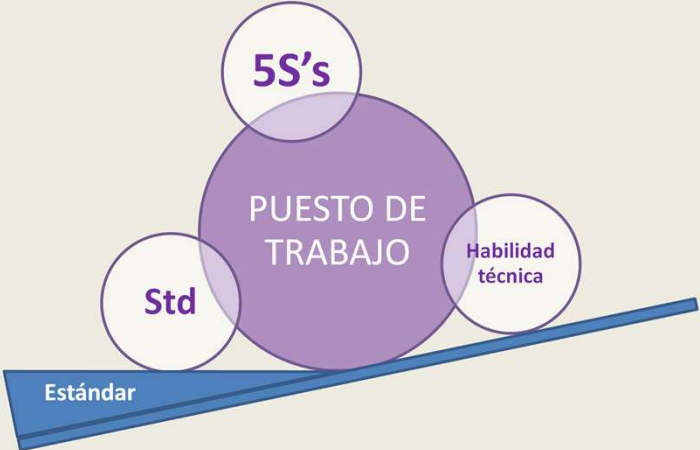 5S’s
PUESTO DE
TRABAJO
Habilidad
técnica
Std
Estándar